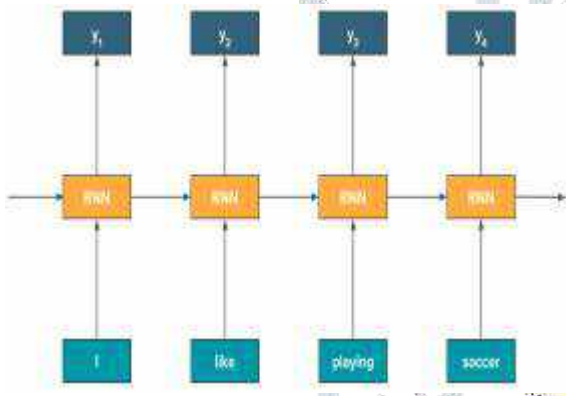 y₁ y₂ y₃ y₄
RNN RNN RNN RNN
I like playing soccer